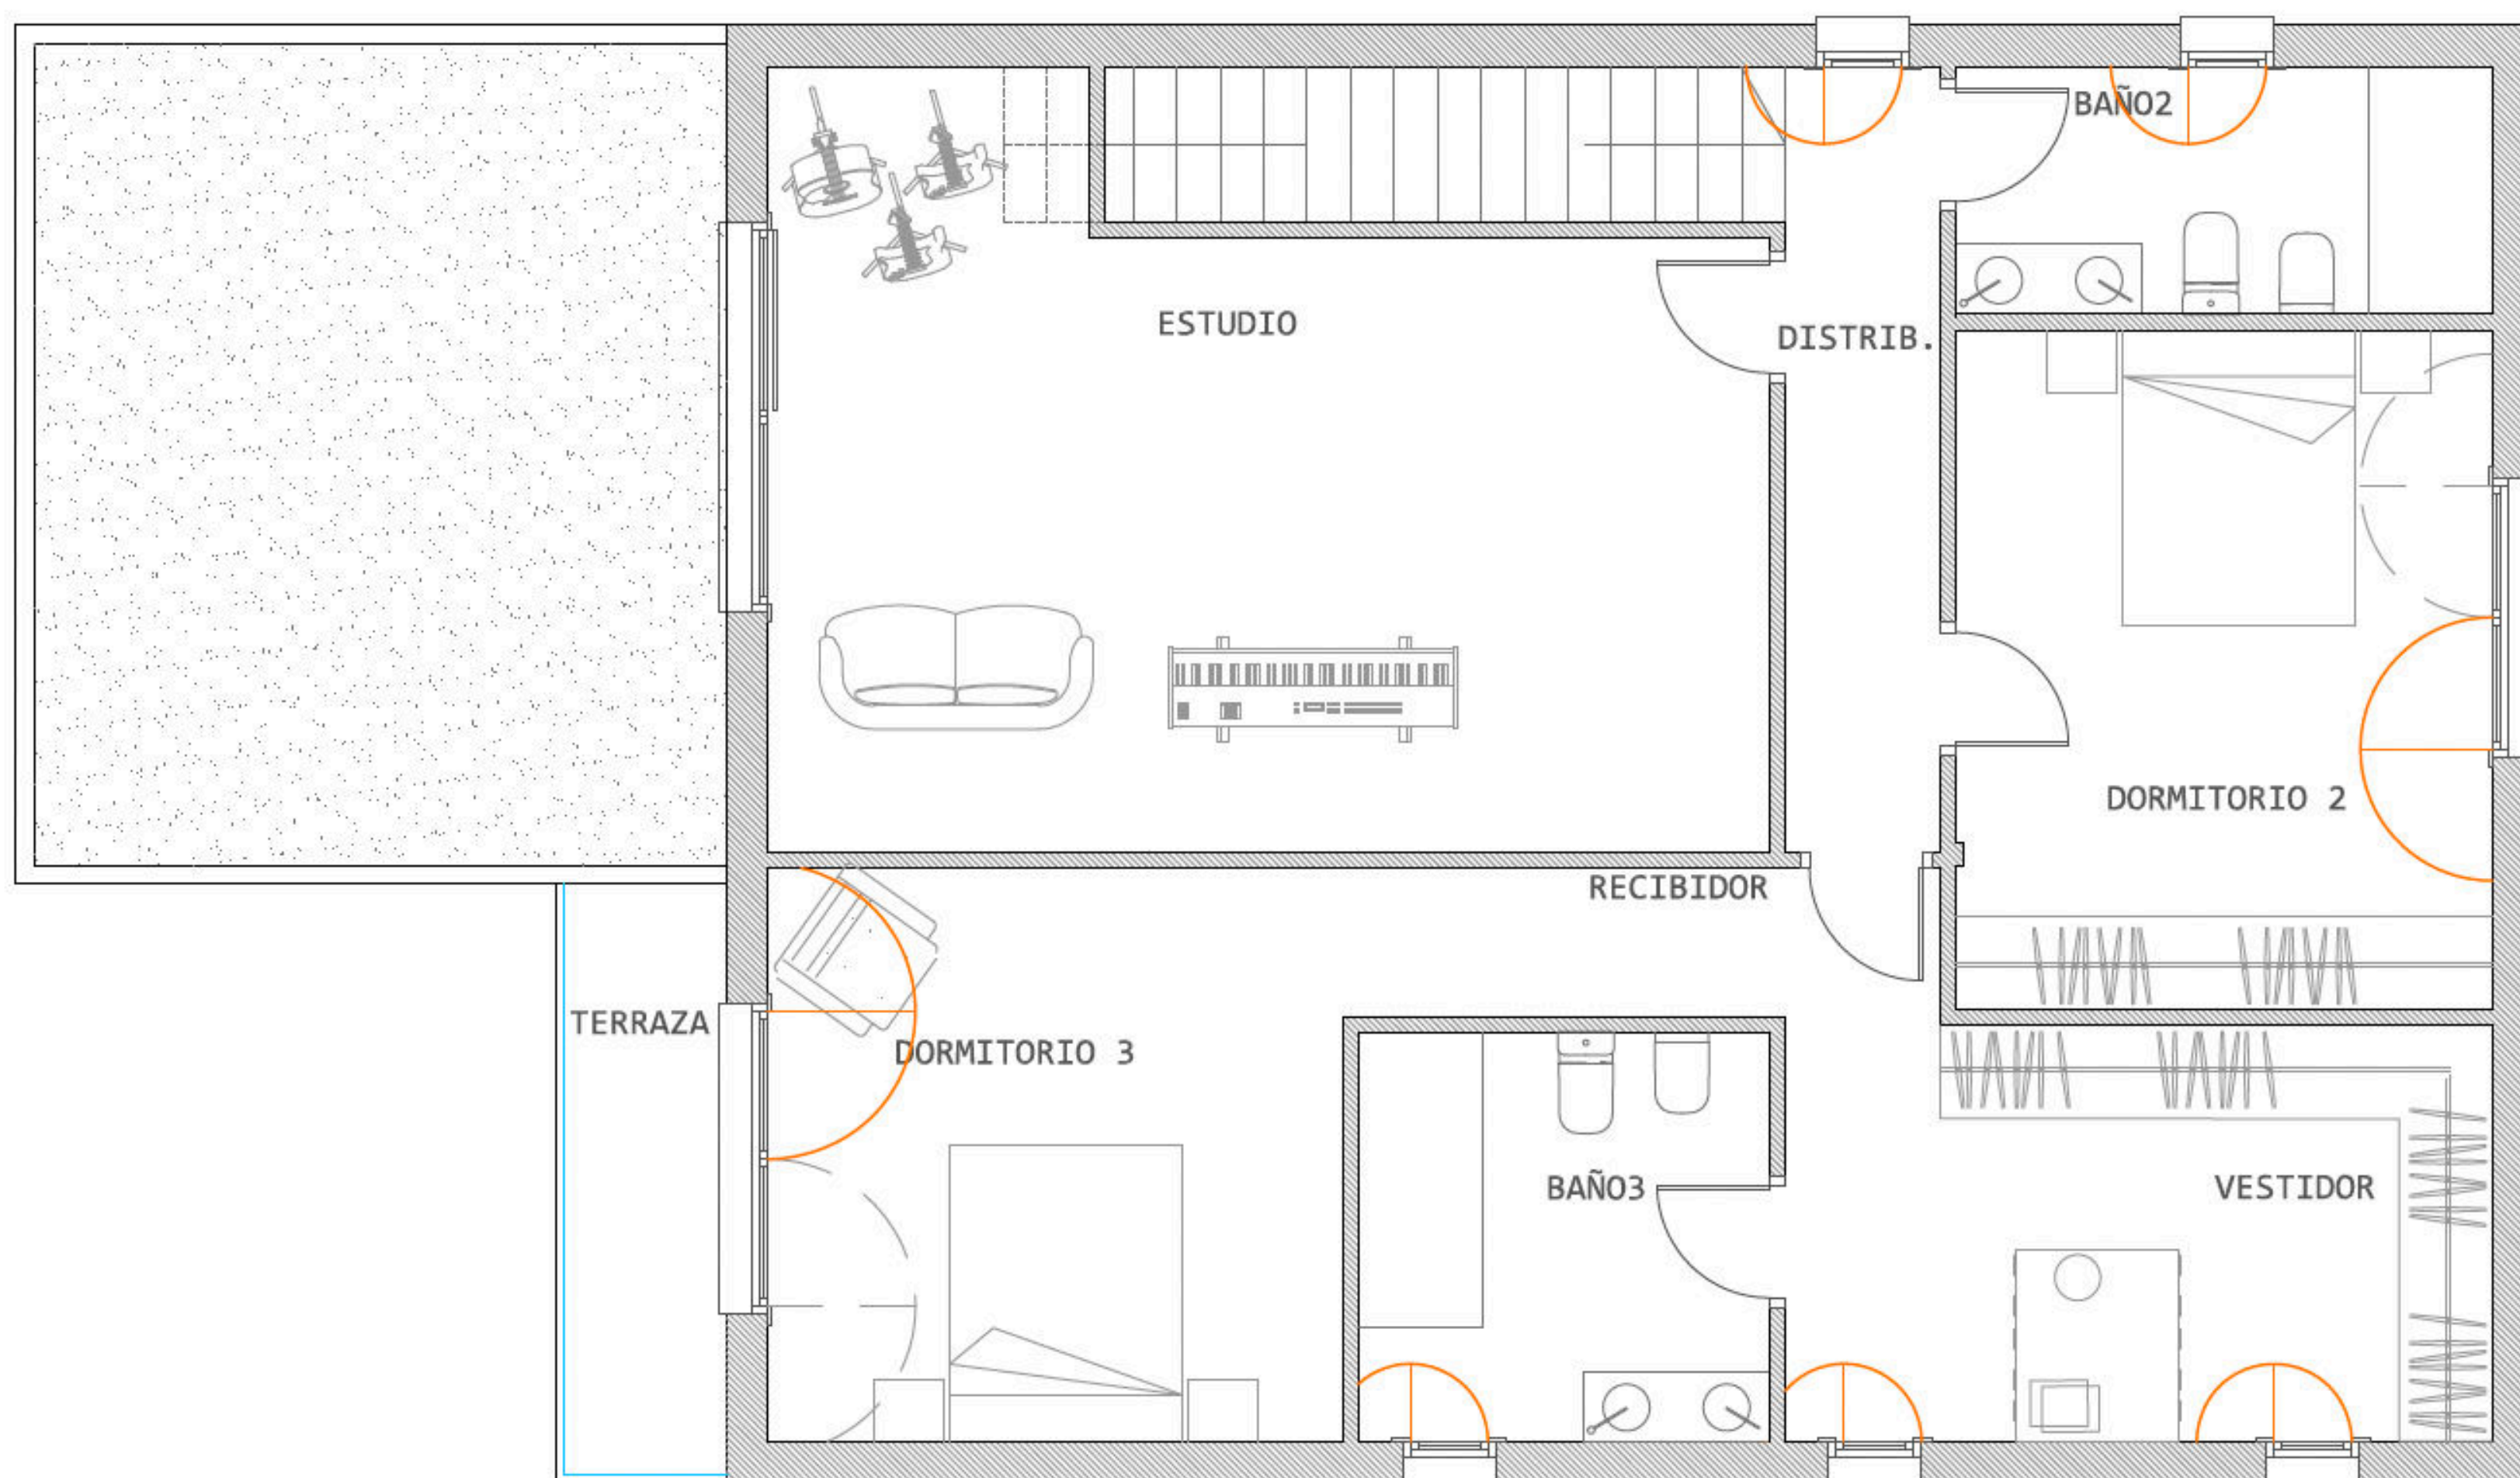 BAÑO2
ESTUDIO
DISTRIB.
DORMITORIO 2
RECIBIDOR
TERRAZA
DORMITORIO 3
BAÑO3
VESTIDOR